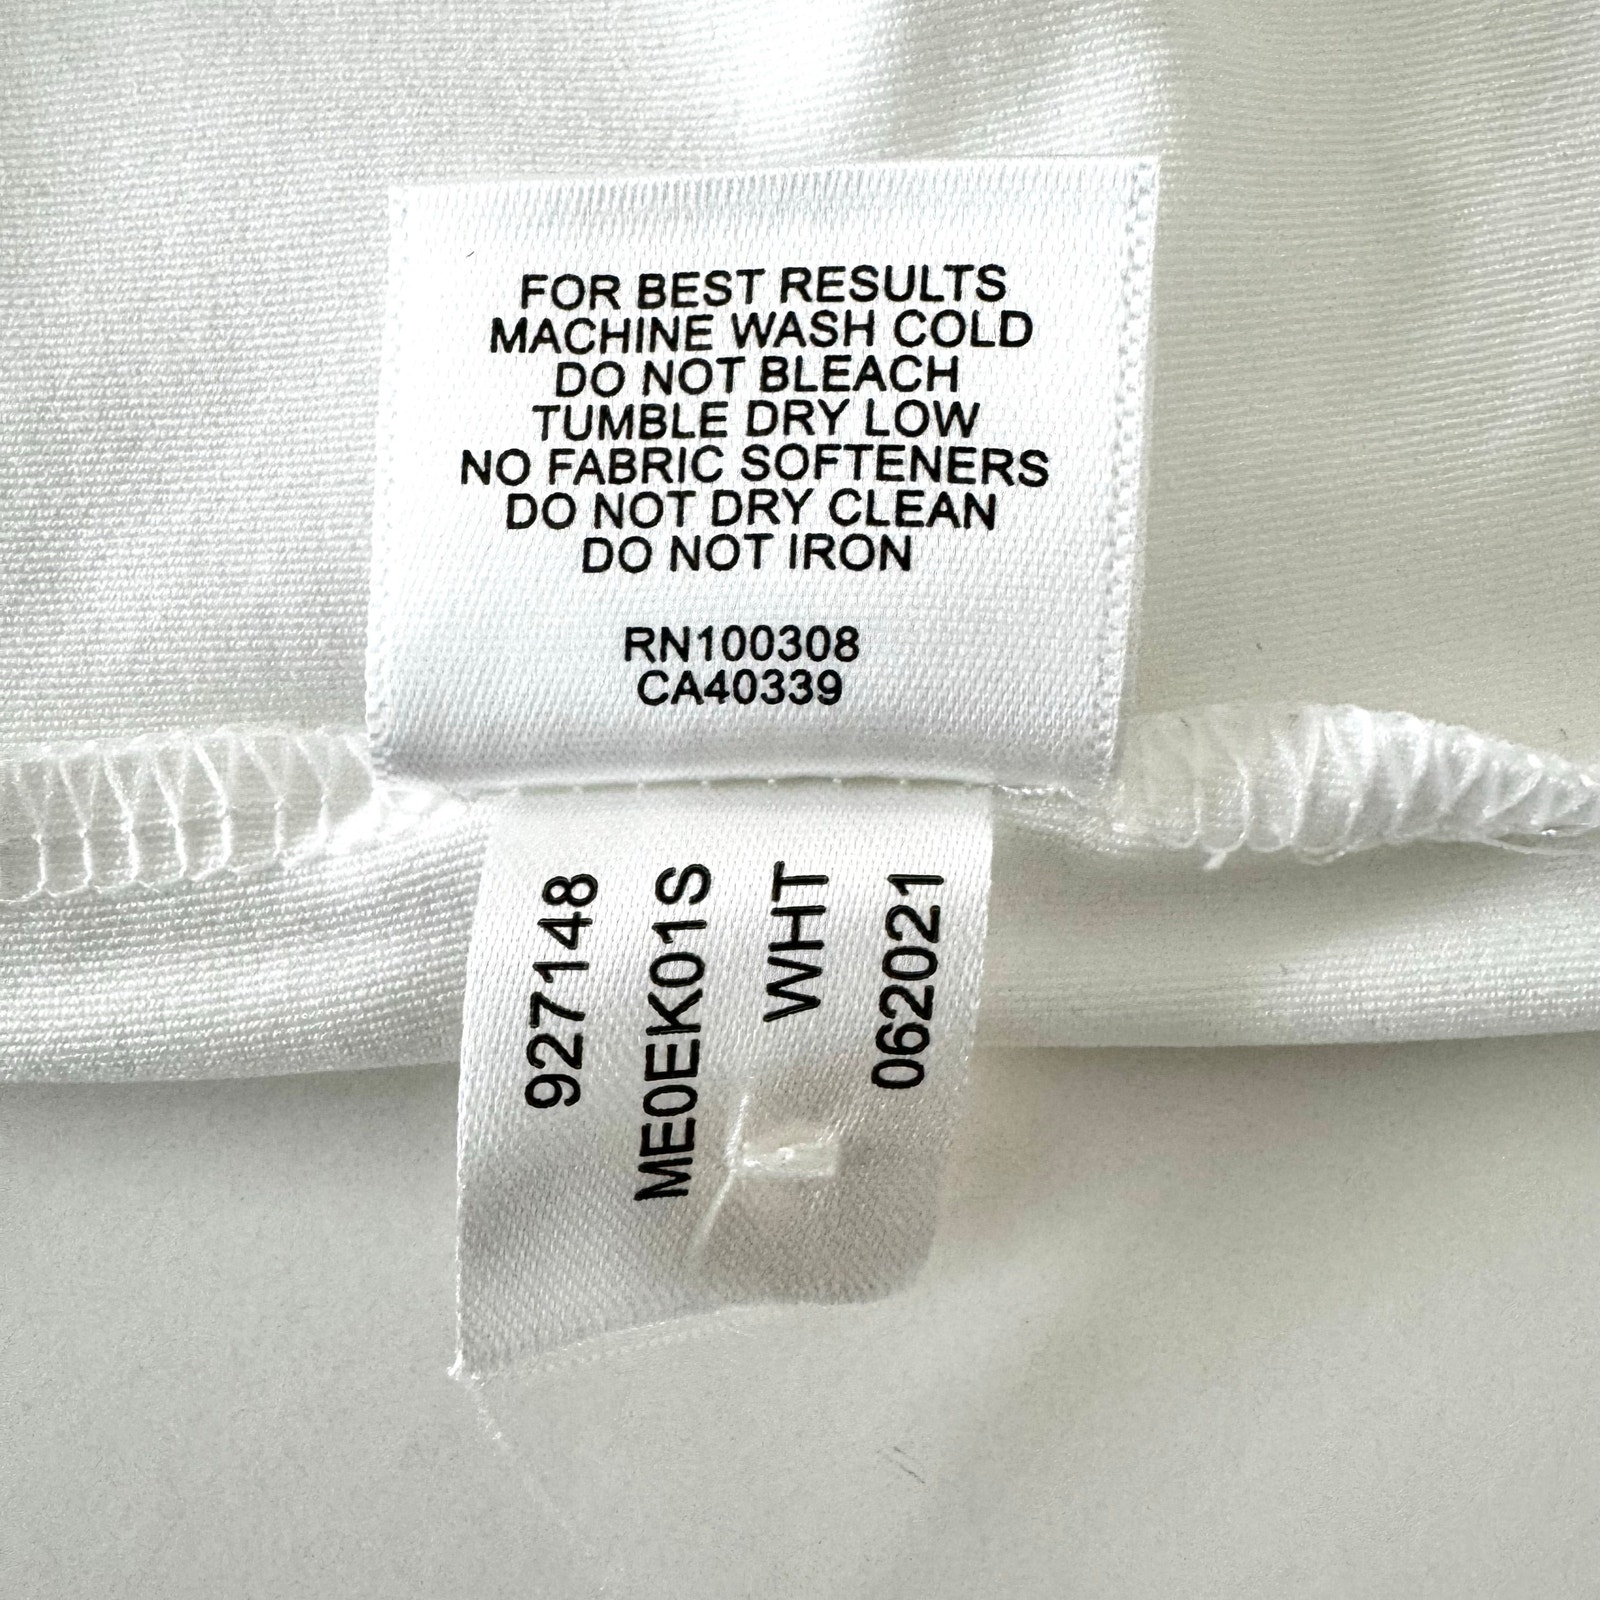 FOR BEST RESULTS
MACHINE WASH COLD
DO NOT BLEACH
TUMBLE DRY LOW
NO FABRIC SOFTENERS
DO NOT DRY CLEAN
DO NOT IRON
RN100308
CA40339
927148
ME0EK01S
WHT
062021